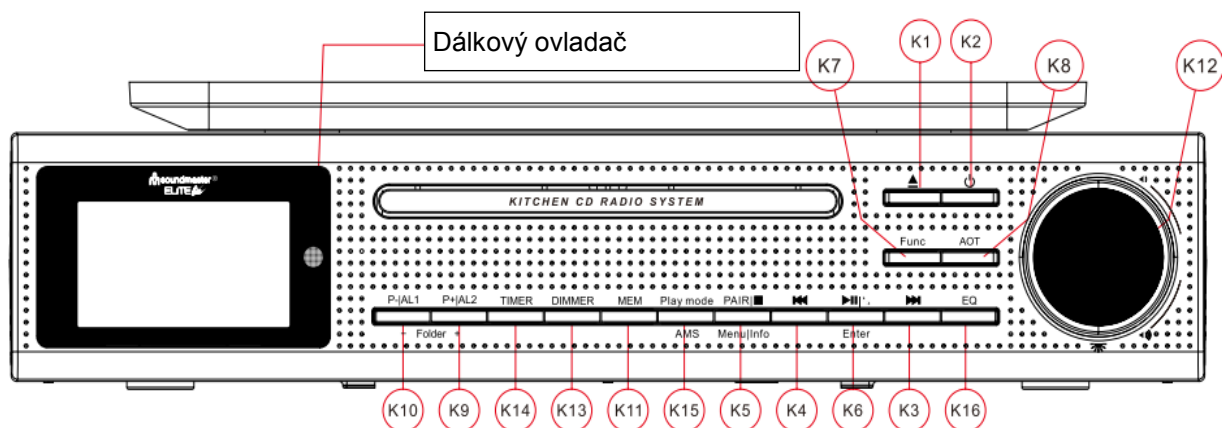 Dálkový ovladač
K1 K2
K7 K8 K12
soundmaster®
ELITE
KITCHEN CD RADIO SYSTEM
Func AOT
P-|AL1 P+|AL2 TIMER DIMMER MEM Play mode PAIR|■ ⏮ ▶⏸|', ⏭ EQ
- Folder + AMS Menu|Info Enter
K10 K9 K14 K13 K11 K15 K5 K4 K6 K3 K16